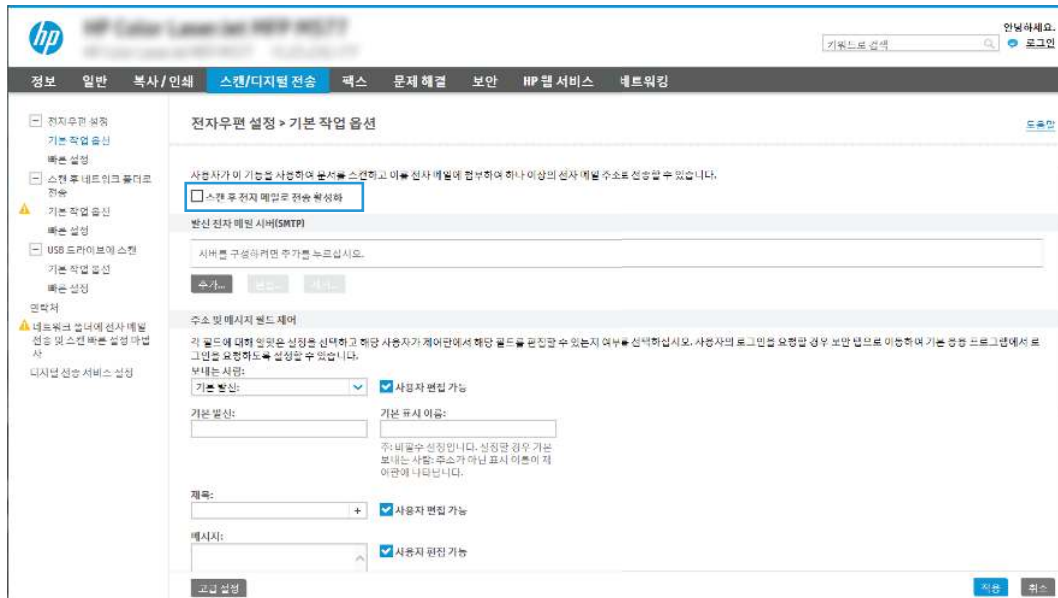 hp
안녕하세요.
키워드로 검색
로그인
정보 일반 복사/인쇄 스캔/디지털 전송 팩스 문제 해결 보안 HP 웹 서비스 네트워킹
전자우편 설정
기본 작업 옵션
빠른 설정
스캔 후 네트워크 폴더로
전송
기본 작업 옵션
빠른 설정
USB 드라이브에 스캔
기본 작업 옵션
빠른 설정
연락처
네트워크 폴더에 전자 메일
전송 및 스캔 빠른 설정 마법
사
디지털 전송 서비스 설정
전자우편 설정 > 기본 작업 옵션
도움말
사용자가 이 기능을 사용하여 문서를 스캔하고 이를 전자 메일에 첨부하여 하나 이상의 전자 메일 주소로 전송할 수 있습니다.
스캔 후 전자 메일로 전송 활성화
발신 전자 메일 서버(SMTP)
서버를 구성하려면 추가를 누르십시오.
추가... 편집... 제거...
주소 및 메시지 필드 제어
각 필드에 대해 알맞은 설정을 선택하고 해당 사용자가 제어판에서 해당 필드를 편집할 수 있는지 여부를 선택하십시오. 사용자의 로그인을 요청할 경우 보안 탭으로 이동하여 기본 응용 프로그램에서 로
그인을 요청하도록 설정할 수 있습니다.
보내는 사람:
기본 발신: 사용자 편집 가능
기본 발신: 기본 표시 이름:
주: 비필수 설정입니다. 설정할 경우 기본
보내는 사람: 주소가 아닌 표시 이름이 제
어판에 나타납니다.
제목:
+ 사용자 편집 가능
메시지:
사용자 편집 가능
고급 설정
적용 취소